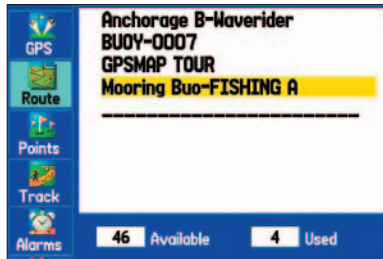 GPS
Route
Points
Track
Alarms
Anchorage B-Waverider
BUOY-0007
GPSMAP TOUR
Mooring Buo-FISHING A
46 Available 4 Used